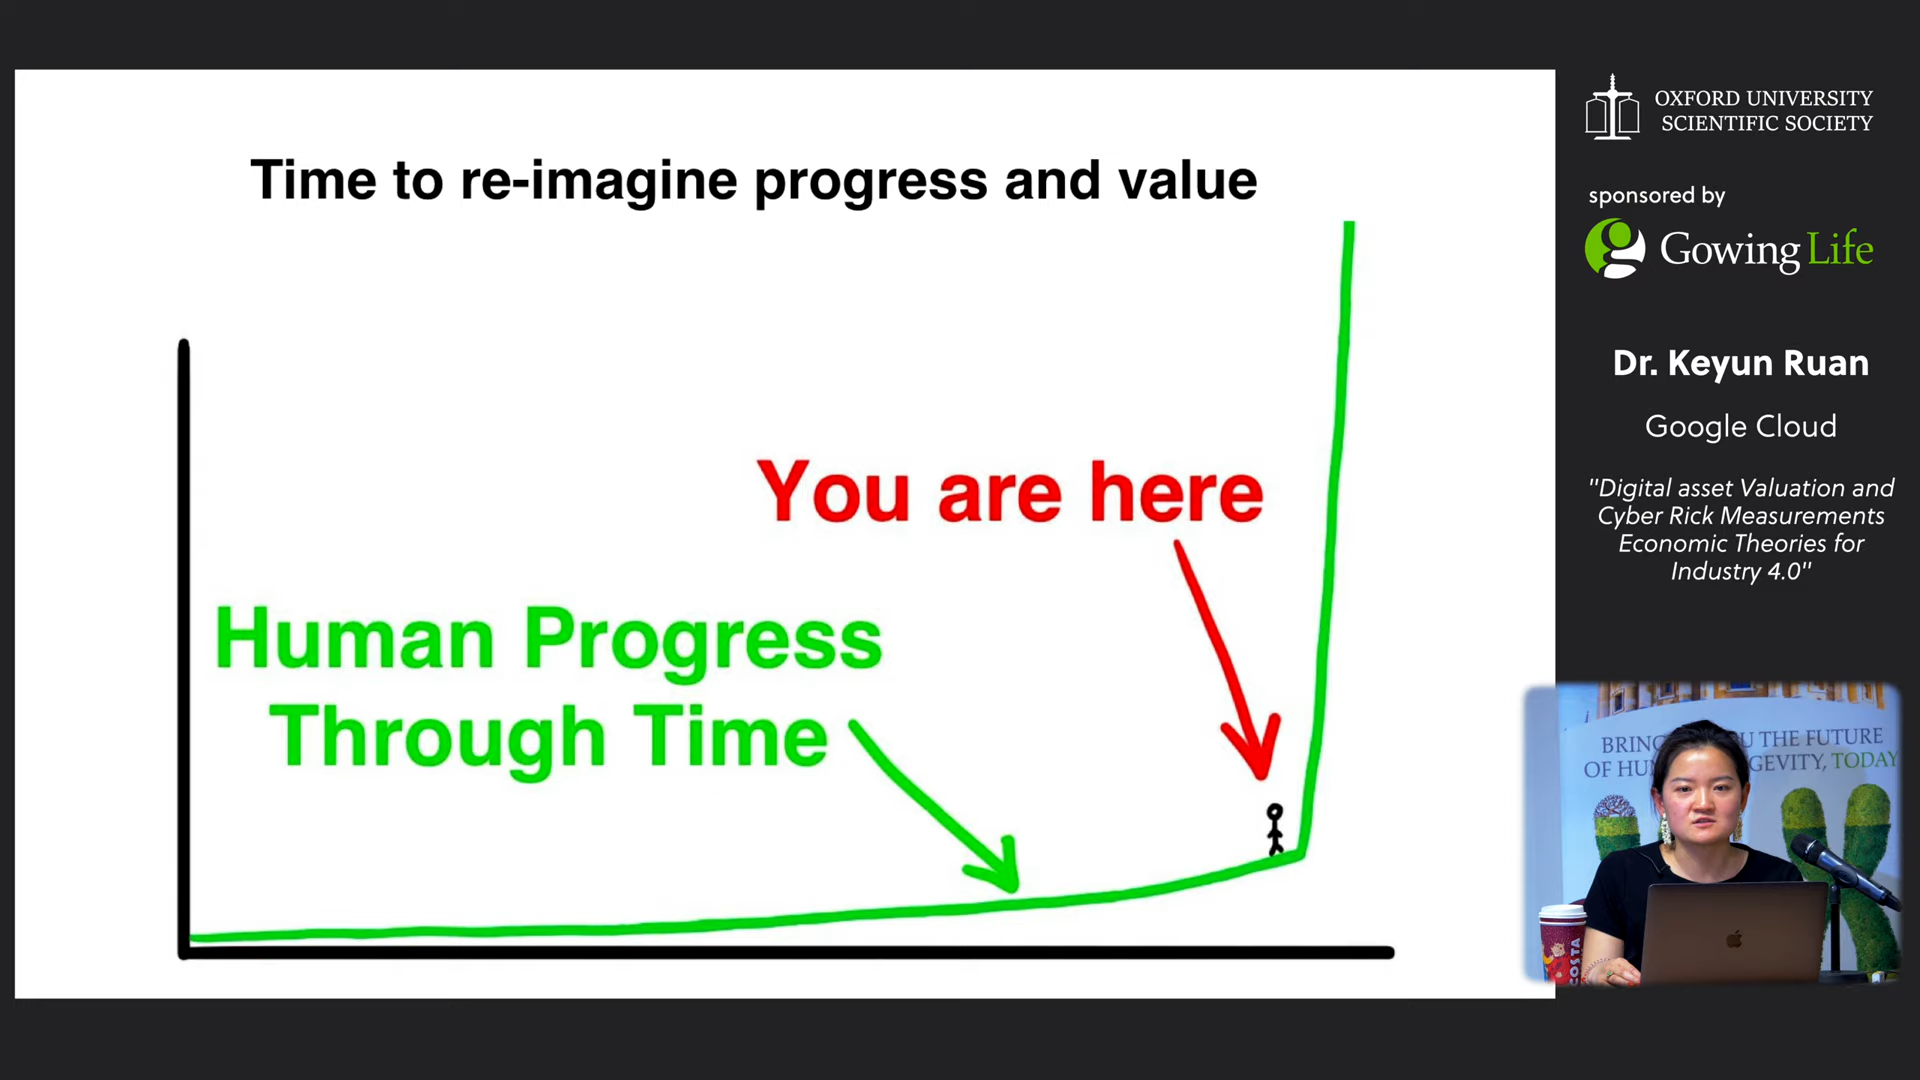 Time to re-imagine progress and value
You are here
Human Progress
Through Time
OXFORD UNIVERSITY
SCIENTIFIC SOCIETY
sponsored by
Gowing Life
Dr. Keyun Ruan
Google Cloud
"Digital asset Valuation and
Cyber Rick Measurements
Economic Theories for
Industry 4.0"
BRING U THE FUTURE
OF HU GEVITY, TODAY
COSTA